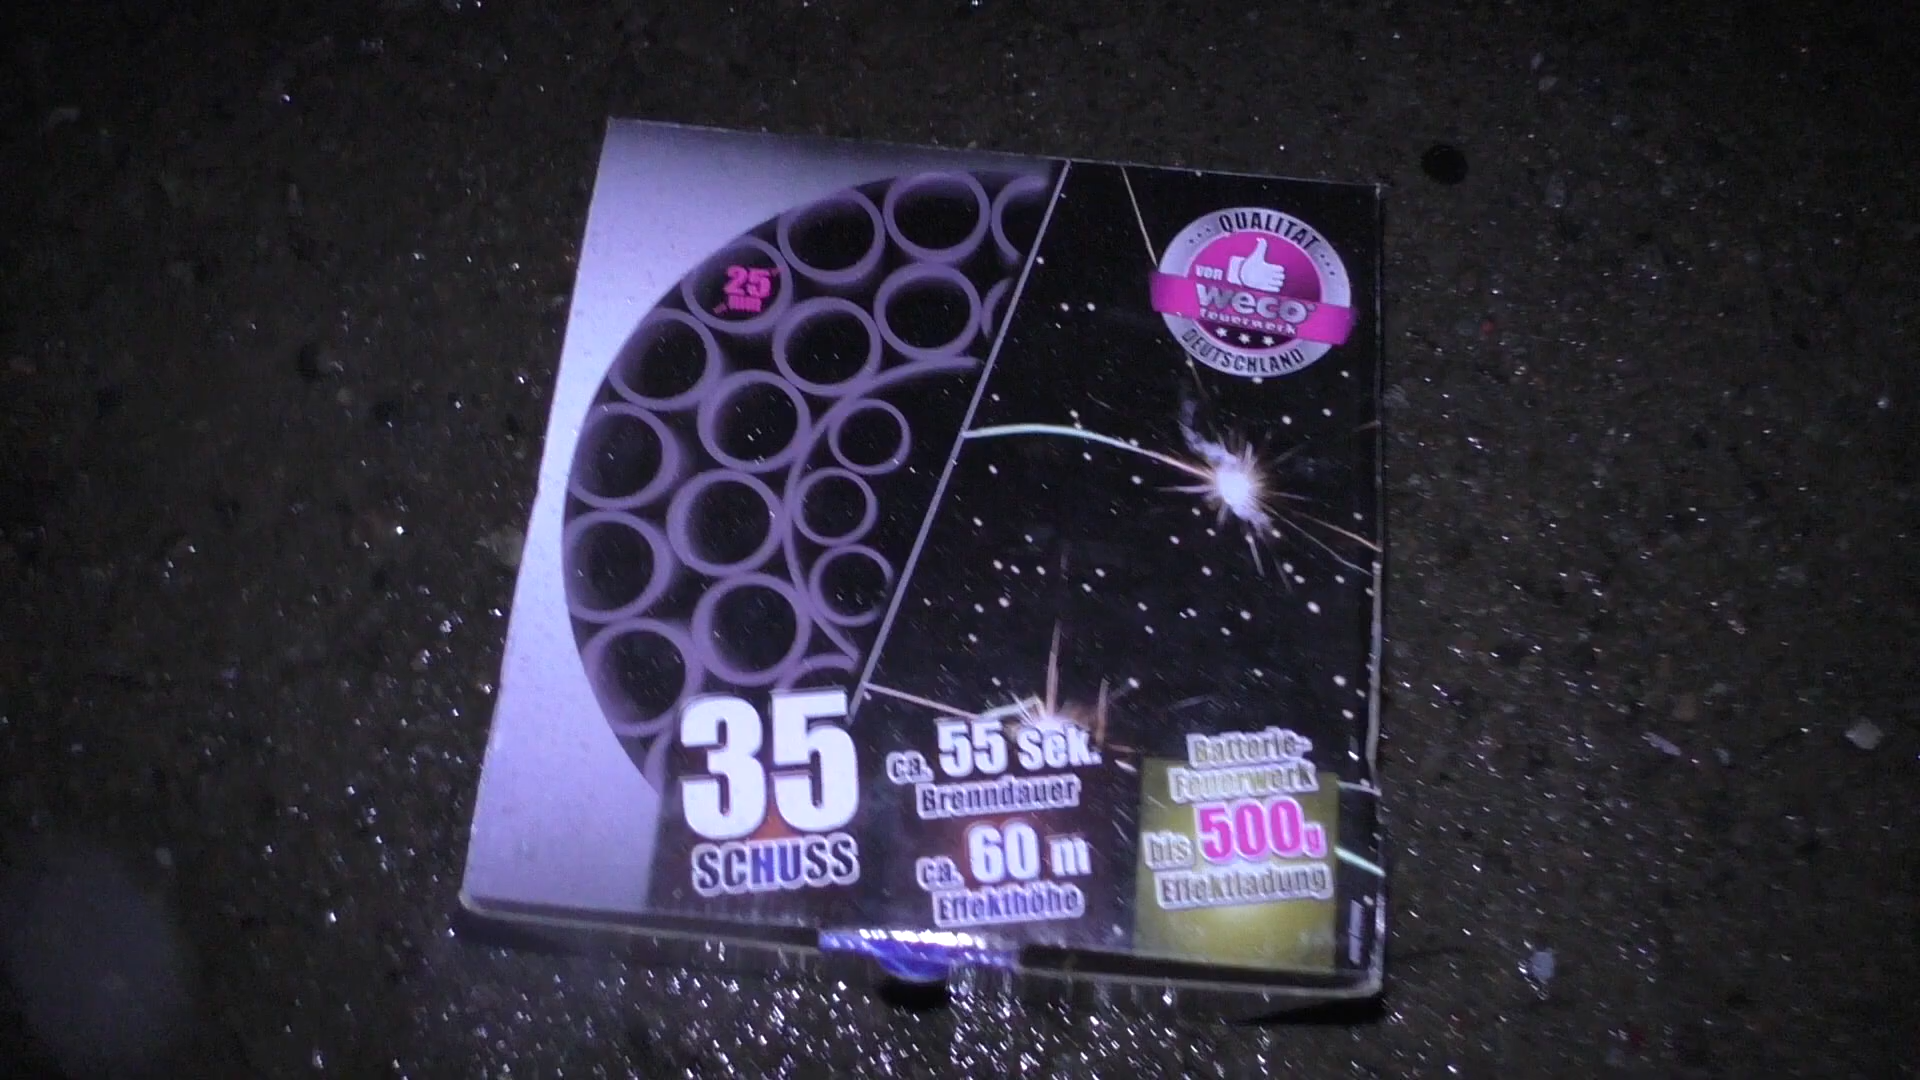 25
mm
QUALITÄT
von
weco
feuerwerk
DEUTSCHLAND
35
SCHUSS
ca. 55 Sek.
Brenndauer
ca. 60 m
Effekthöhe
Batterie-
Feuerwerk
bis 500g
Effektladung